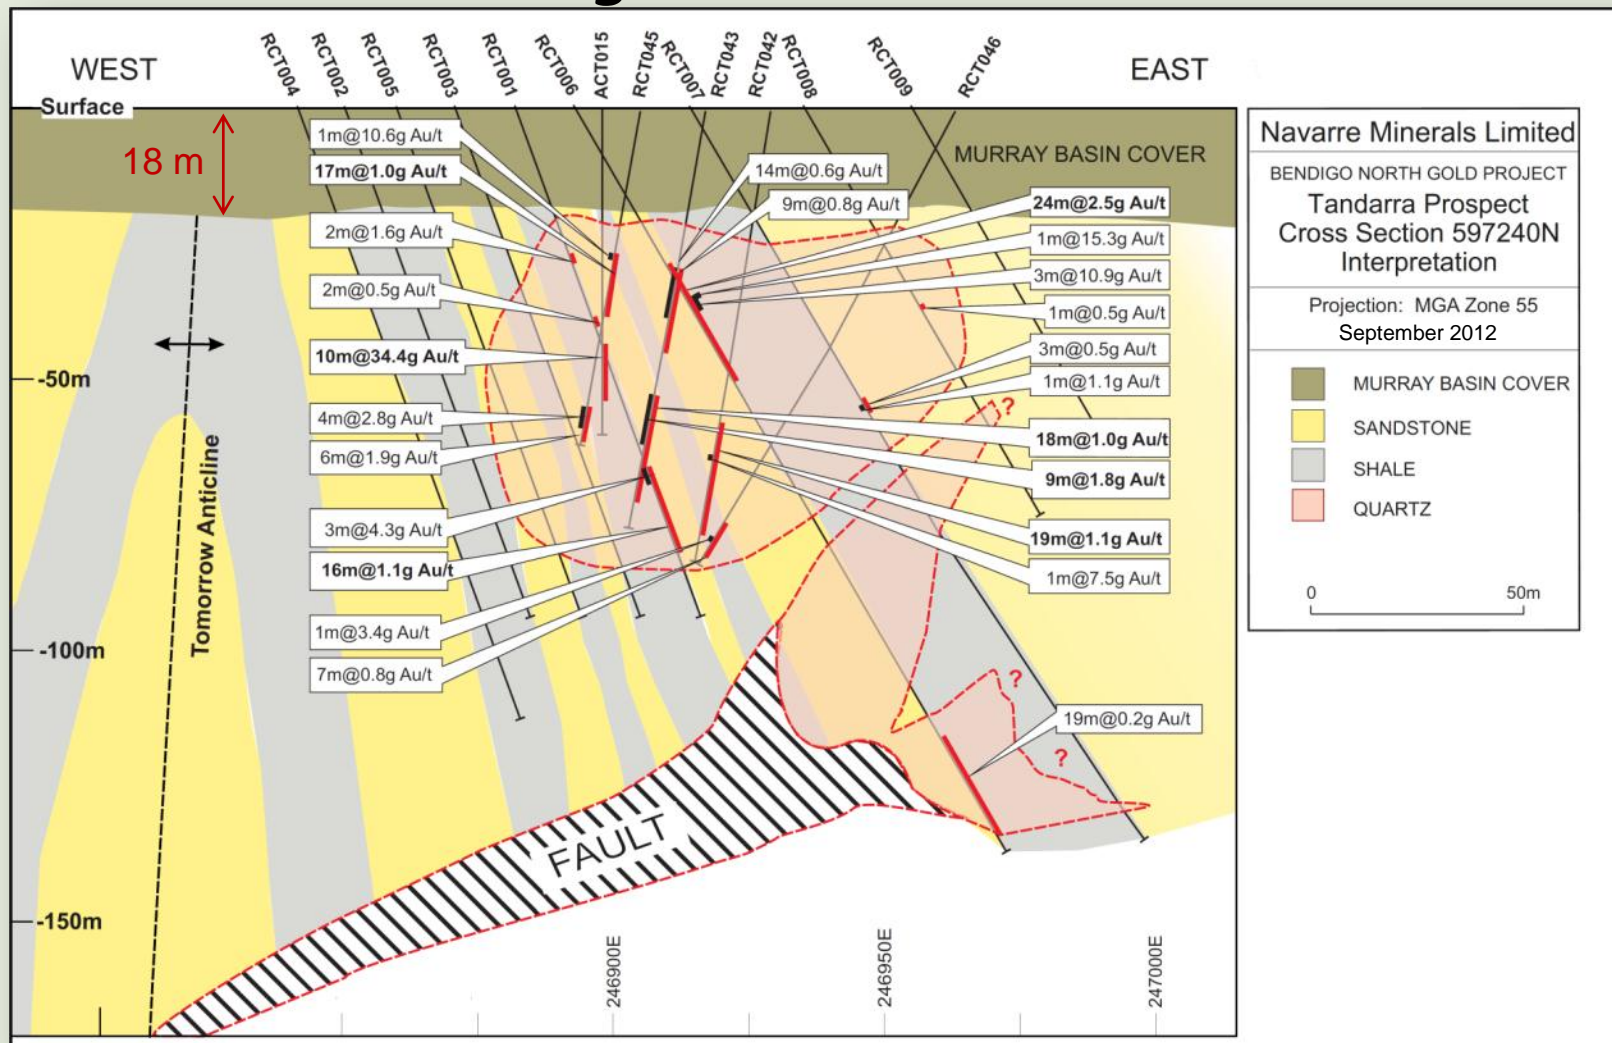 WEST
EAST
RCT004
RCT002
RCT005
RCT003
RCT001
RCT006
ACT015
RCT045
RCT007
RCT043
RCT042
RCT008
RCT009
RCT046
Surface
18 m
MURRAY BASIN COVER
1m@10.6g Au/t
17m@1.0g Au/t
2m@1.6g Au/t
2m@0.5g Au/t
10m@34.4g Au/t
4m@2.8g Au/t
6m@1.9g Au/t
3m@4.3g Au/t
16m@1.1g Au/t
1m@3.4g Au/t
7m@0.8g Au/t
14m@0.6g Au/t
9m@0.8g Au/t
24m@2.5g Au/t
1m@15.3g Au/t
3m@10.9g Au/t
1m@0.5g Au/t
3m@0.5g Au/t
1m@1.1g Au/t
18m@1.0g Au/t
9m@1.8g Au/t
19m@1.1g Au/t
1m@7.5g Au/t
19m@0.2g Au/t
?
?
?
-50m
-100m
-150m
Tomorrow Anticline
FAULT
246900E
246950E
247000E
Navarre Minerals Limited
BENDIGO NORTH GOLD PROJECT
Tandarra Prospect
Cross Section 597240N
Interpretation
Projection: MGA Zone 55
September 2012
MURRAY BASIN COVER
SANDSTONE
SHALE
QUARTZ
0 50m